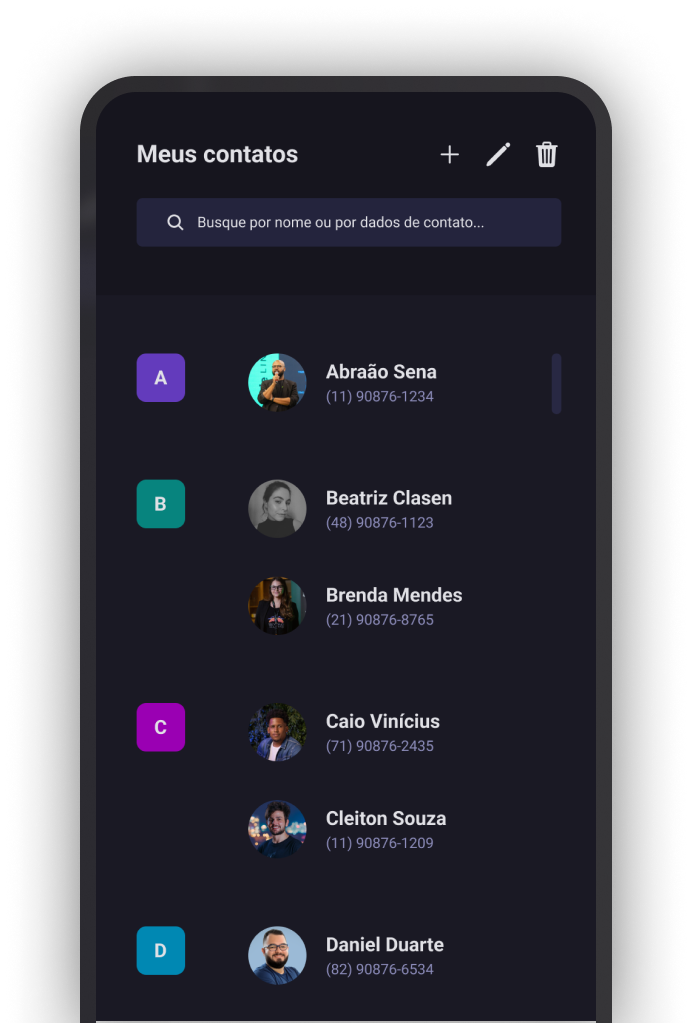 Meus contatos
Busque por nome ou por dados de contato...
A
Abraão Sena
(11) 90876-1234
B
Beatriz Clasen
(48) 90876-1123
Brenda Mendes
(21) 90876-8765
C
Caio Vinícius
(71) 90876-2435
Cleiton Souza
(11) 90876-1209
D
Daniel Duarte
(82) 90876-6534